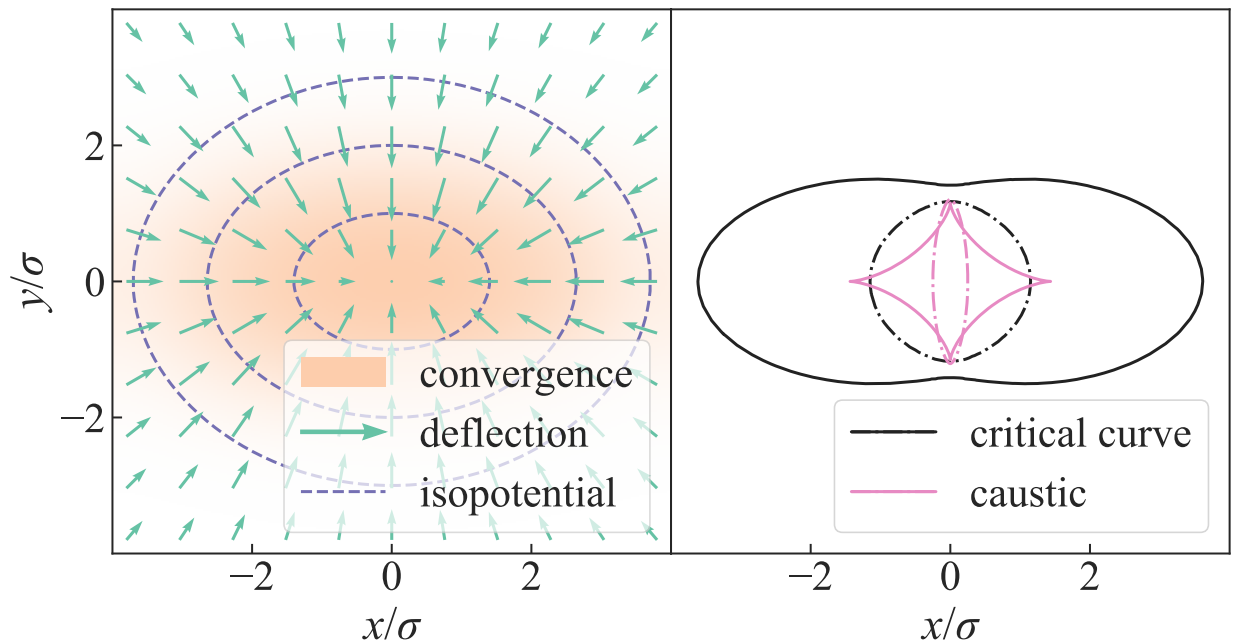 y/σ
2
0
−2
convergence
deflection
isopotential
−2
0
2
x/σ
critical curve
caustic
−2
0
2
x/σ